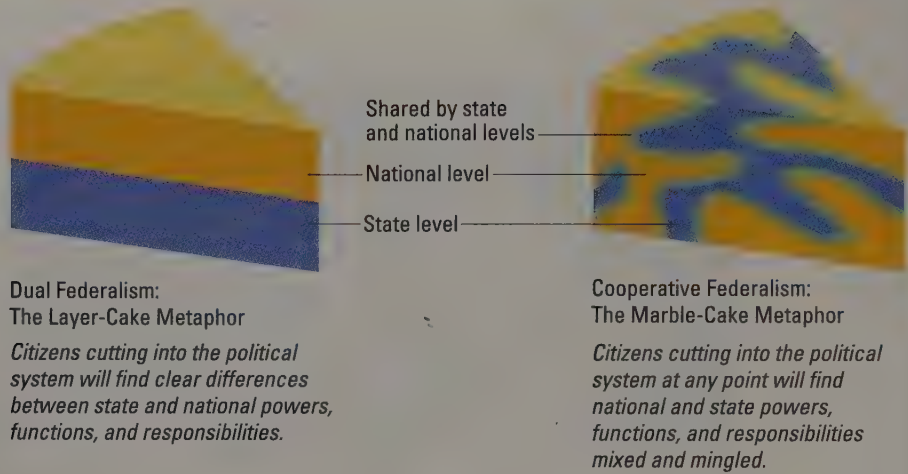 Shared by state
and national levels
National level
State level
Dual Federalism:
The Layer-Cake Metaphor
Citizens cutting into the political
system will find clear differences
between state and national powers,
functions, and responsibilities.
Cooperative Federalism:
The Marble-Cake Metaphor
Citizens cutting into the political
system at any point will find
national and state powers,
functions, and responsibilities
mixed and mingled.